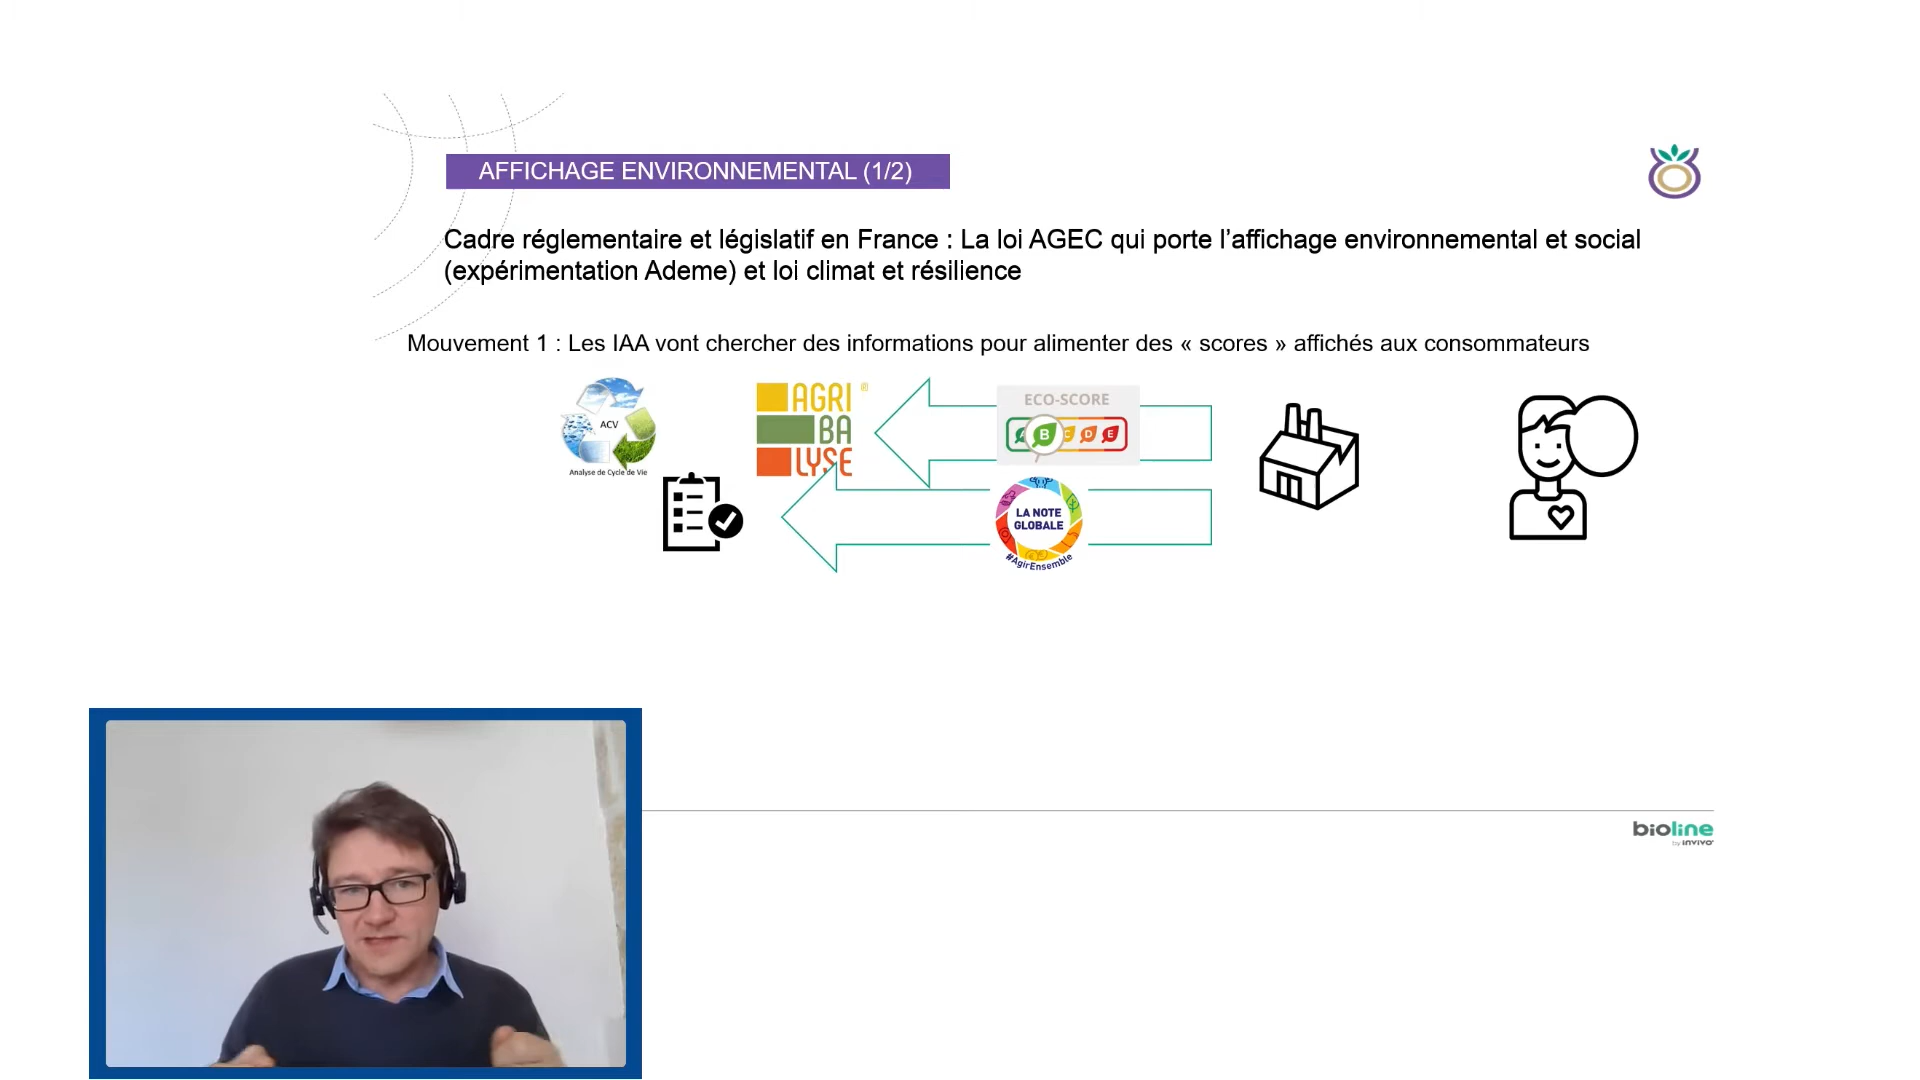 AFFICHAGE ENVIRONNEMENTAL (1/2)
Cadre réglementaire et législatif en France : La loi AGEC qui porte l’affichage environnemental et social
(expérimentation Ademe) et loi climat et résilience
Mouvement 1 : Les IAA vont chercher des informations pour alimenter des « scores » affichés aux consommateurs
ACV
Analyse de Cycle de Vie
AGRI ®
BA
LYSE
ECO-SCORE
B C D E
LA NOTE
GLOBALE
#AgirEnsemble
bioline
by invivo